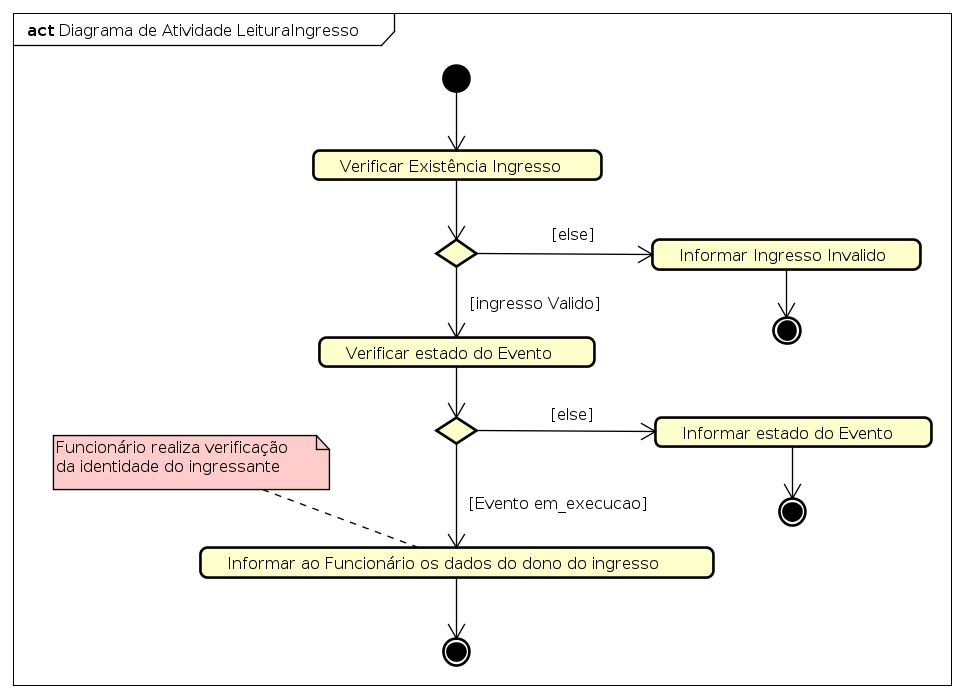 act Diagrama de Atividade LeituraIngresso
Verificar Existência Ingresso
[else]
Informar Ingresso Invalido
[ingresso Valido]
Verificar estado do Evento
[else]
Informar estado do Evento
Funcionário realiza verificação
da identidade do ingressante
[Evento em_execucao]
Informar ao Funcionário os dados do dono do ingresso